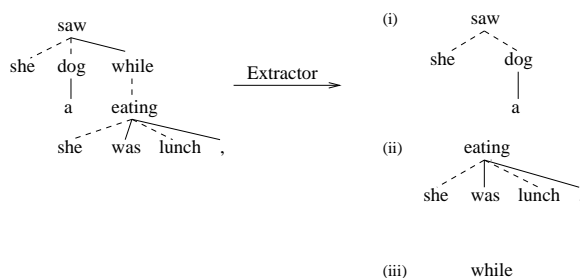 saw
she dog while
a
eating
she was lunch ,
Extractor
(i) saw
she dog
a
(ii) eating
she was lunch
(iii) while